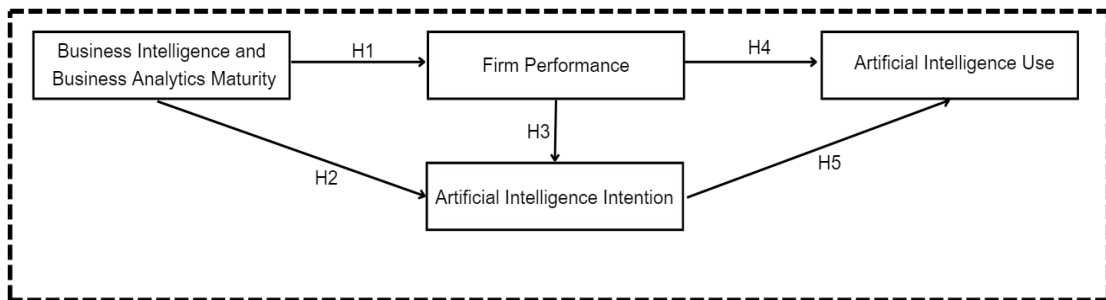 Business Intelligence and
Business Analytics Maturity
H1
Firm Performance
H4
Artificial Intelligence Use
H3
H2
Artificial Intelligence Intention
H5